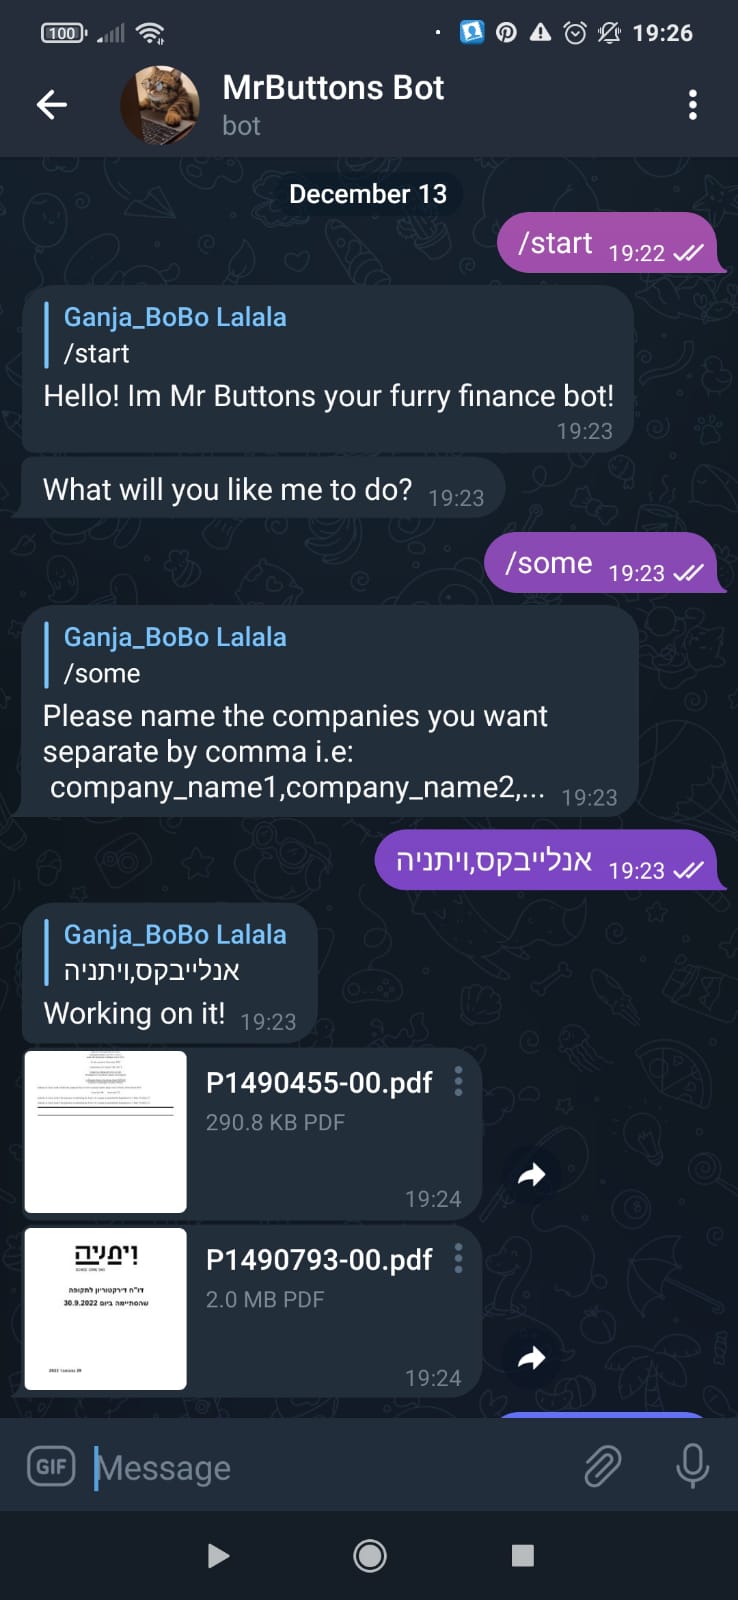 100
19:26
MrButtons Bot
bot
December 13
/start 19:22
Ganja_BoBo Lalala
/start
Hello! Im Mr Buttons your furry finance bot!
19:23
What will you like me to do? 19:23
/some 19:23
Ganja_BoBo Lalala
/some
Please name the companies you want
separate by comma i.e:
company_name1,company_name2,... 19:23
אנלייבקס,ויתניה 19:23
Ganja_BoBo Lalala
אנלייבקס,ויתניה
Working on it! 19:23
P1490455-00.pdf
290.8 KB PDF
19:24
ויתניה
דו"ח דירקטוריון לתקופה
שהסתיימה ביום 30.9.2022
P1490793-00.pdf
2.0 MB PDF
19:24
GIF
Message